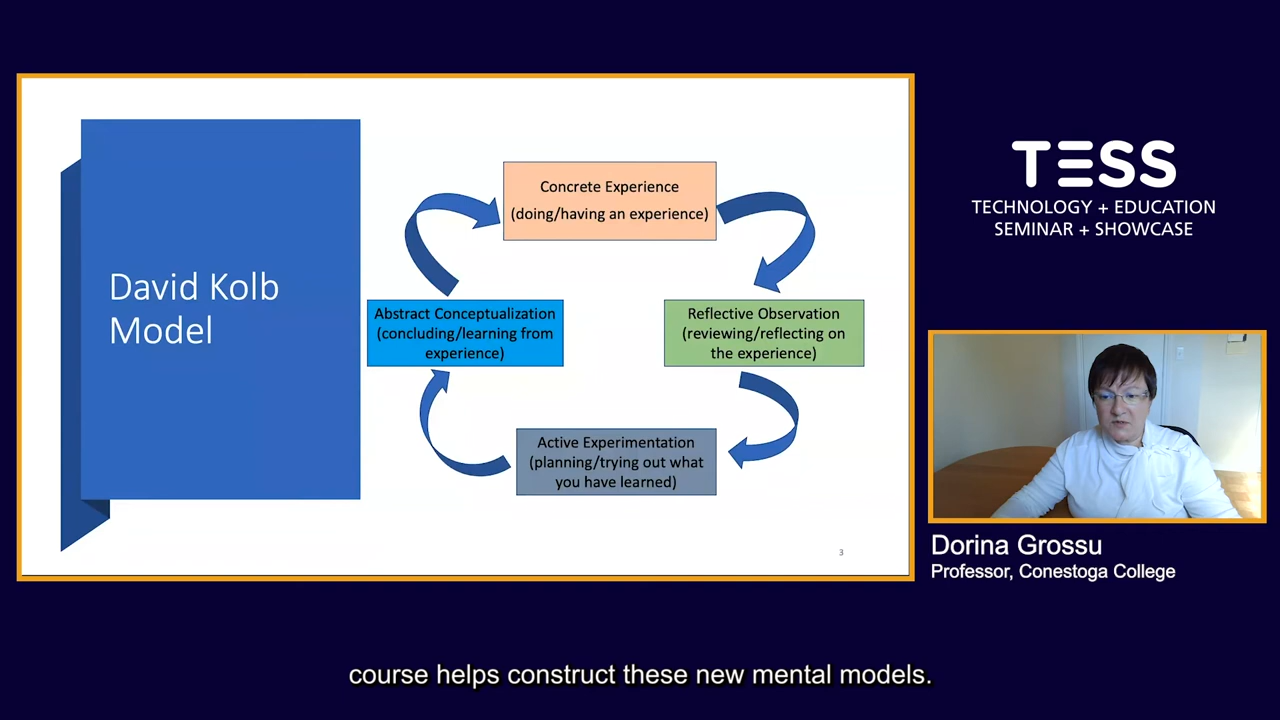 David Kolb
Model
Concrete Experience
(doing/having an experience)
Abstract Conceptualization
(concluding/learning from
experience)
Reflective Observation
(reviewing/reflecting on
the experience)
Active Experimentation
(planning/trying out what
you have learned)
3
TESS
TECHNOLOGY + EDUCATION
SEMINAR + SHOWCASE
Dorina Grossu
Professor, Conestoga College
course helps construct these new mental models.